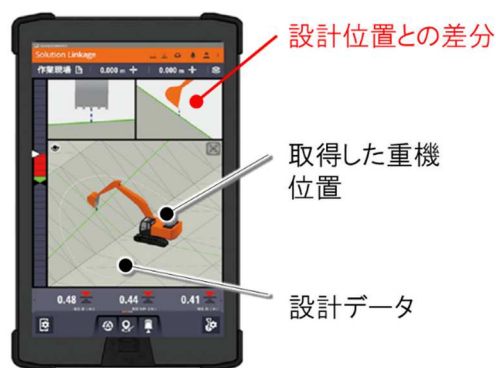 Solution Linkage
作業現場
0.000 m
0.000 m
0.48
0.44
0.41
設計位置との差分
取得した重機
位置
設計データ